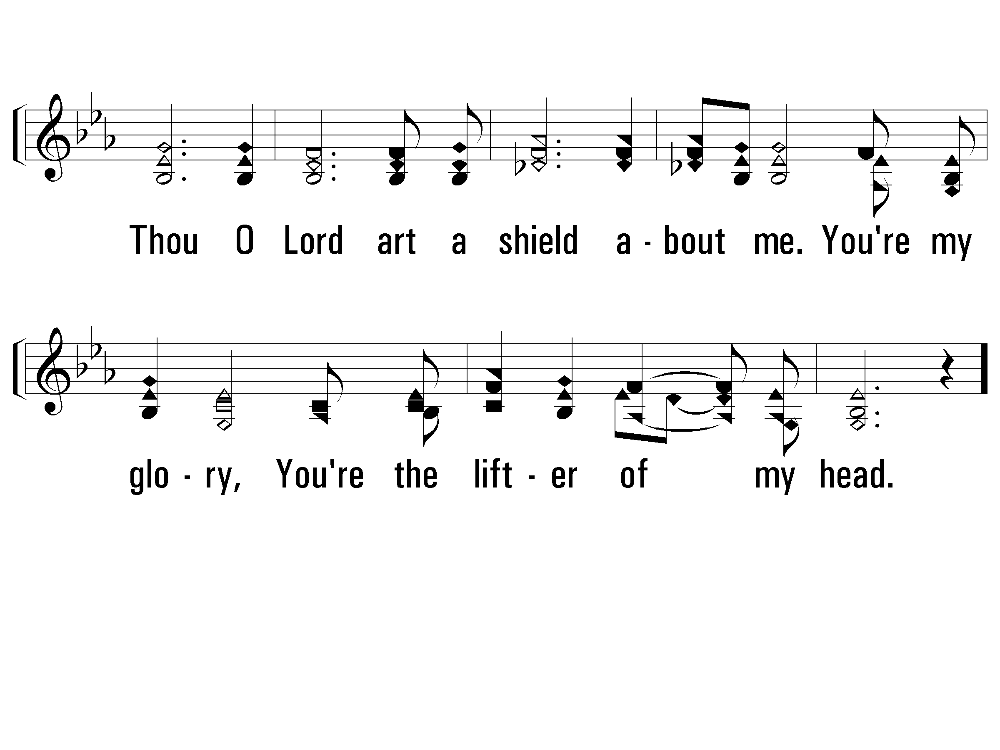 Thou O Lord art a shield a - bout me. You're my
glo - ry, You're the lift - er of my head.